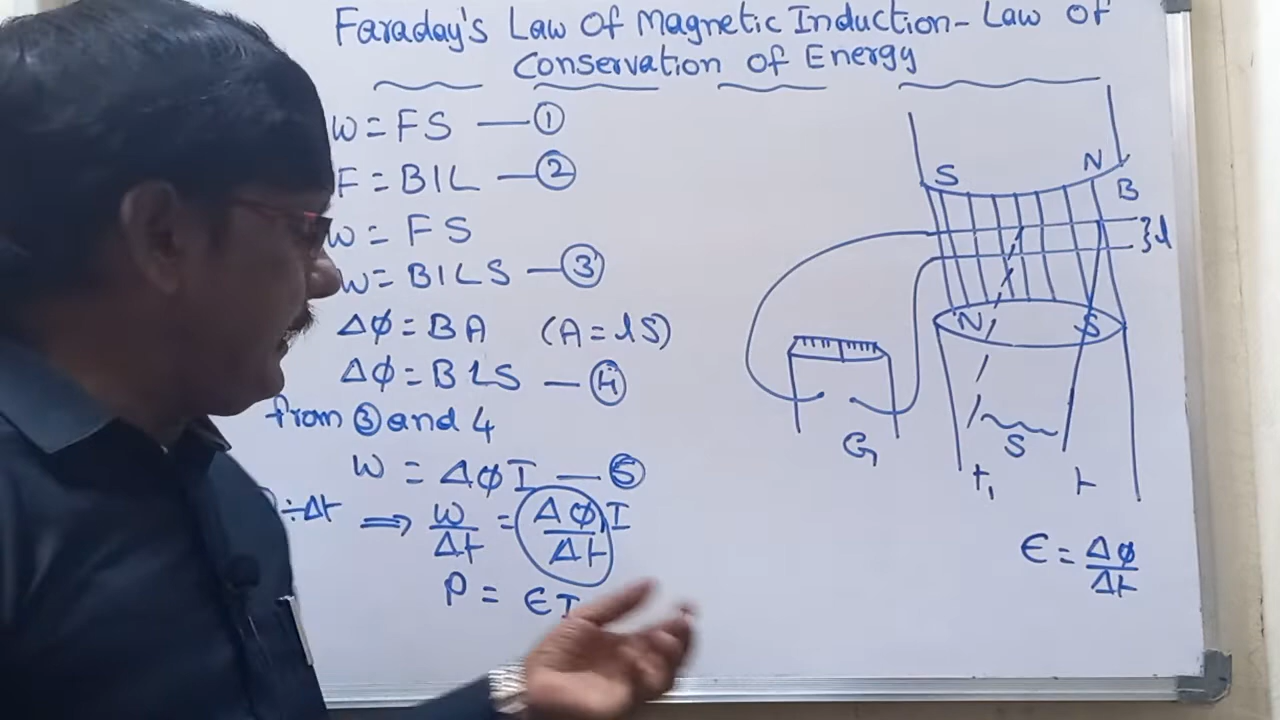 Faraday's Law Of Magnetic Induction - Law Of
Conservation of Energy
W = FS — ①
F = BIL — ②
W = FS
W = BILS — ③
Δϕ = BA (A = lS)
Δϕ = BLS — ④
from ③ and 4
W = ΔϕI — ⑤
÷Δt ⇒ W/Δt = Δϕ/Δt I
P = ϵI
S N
B
l
N S
G
S
t₁ t
ϵ = Δϕ/Δt